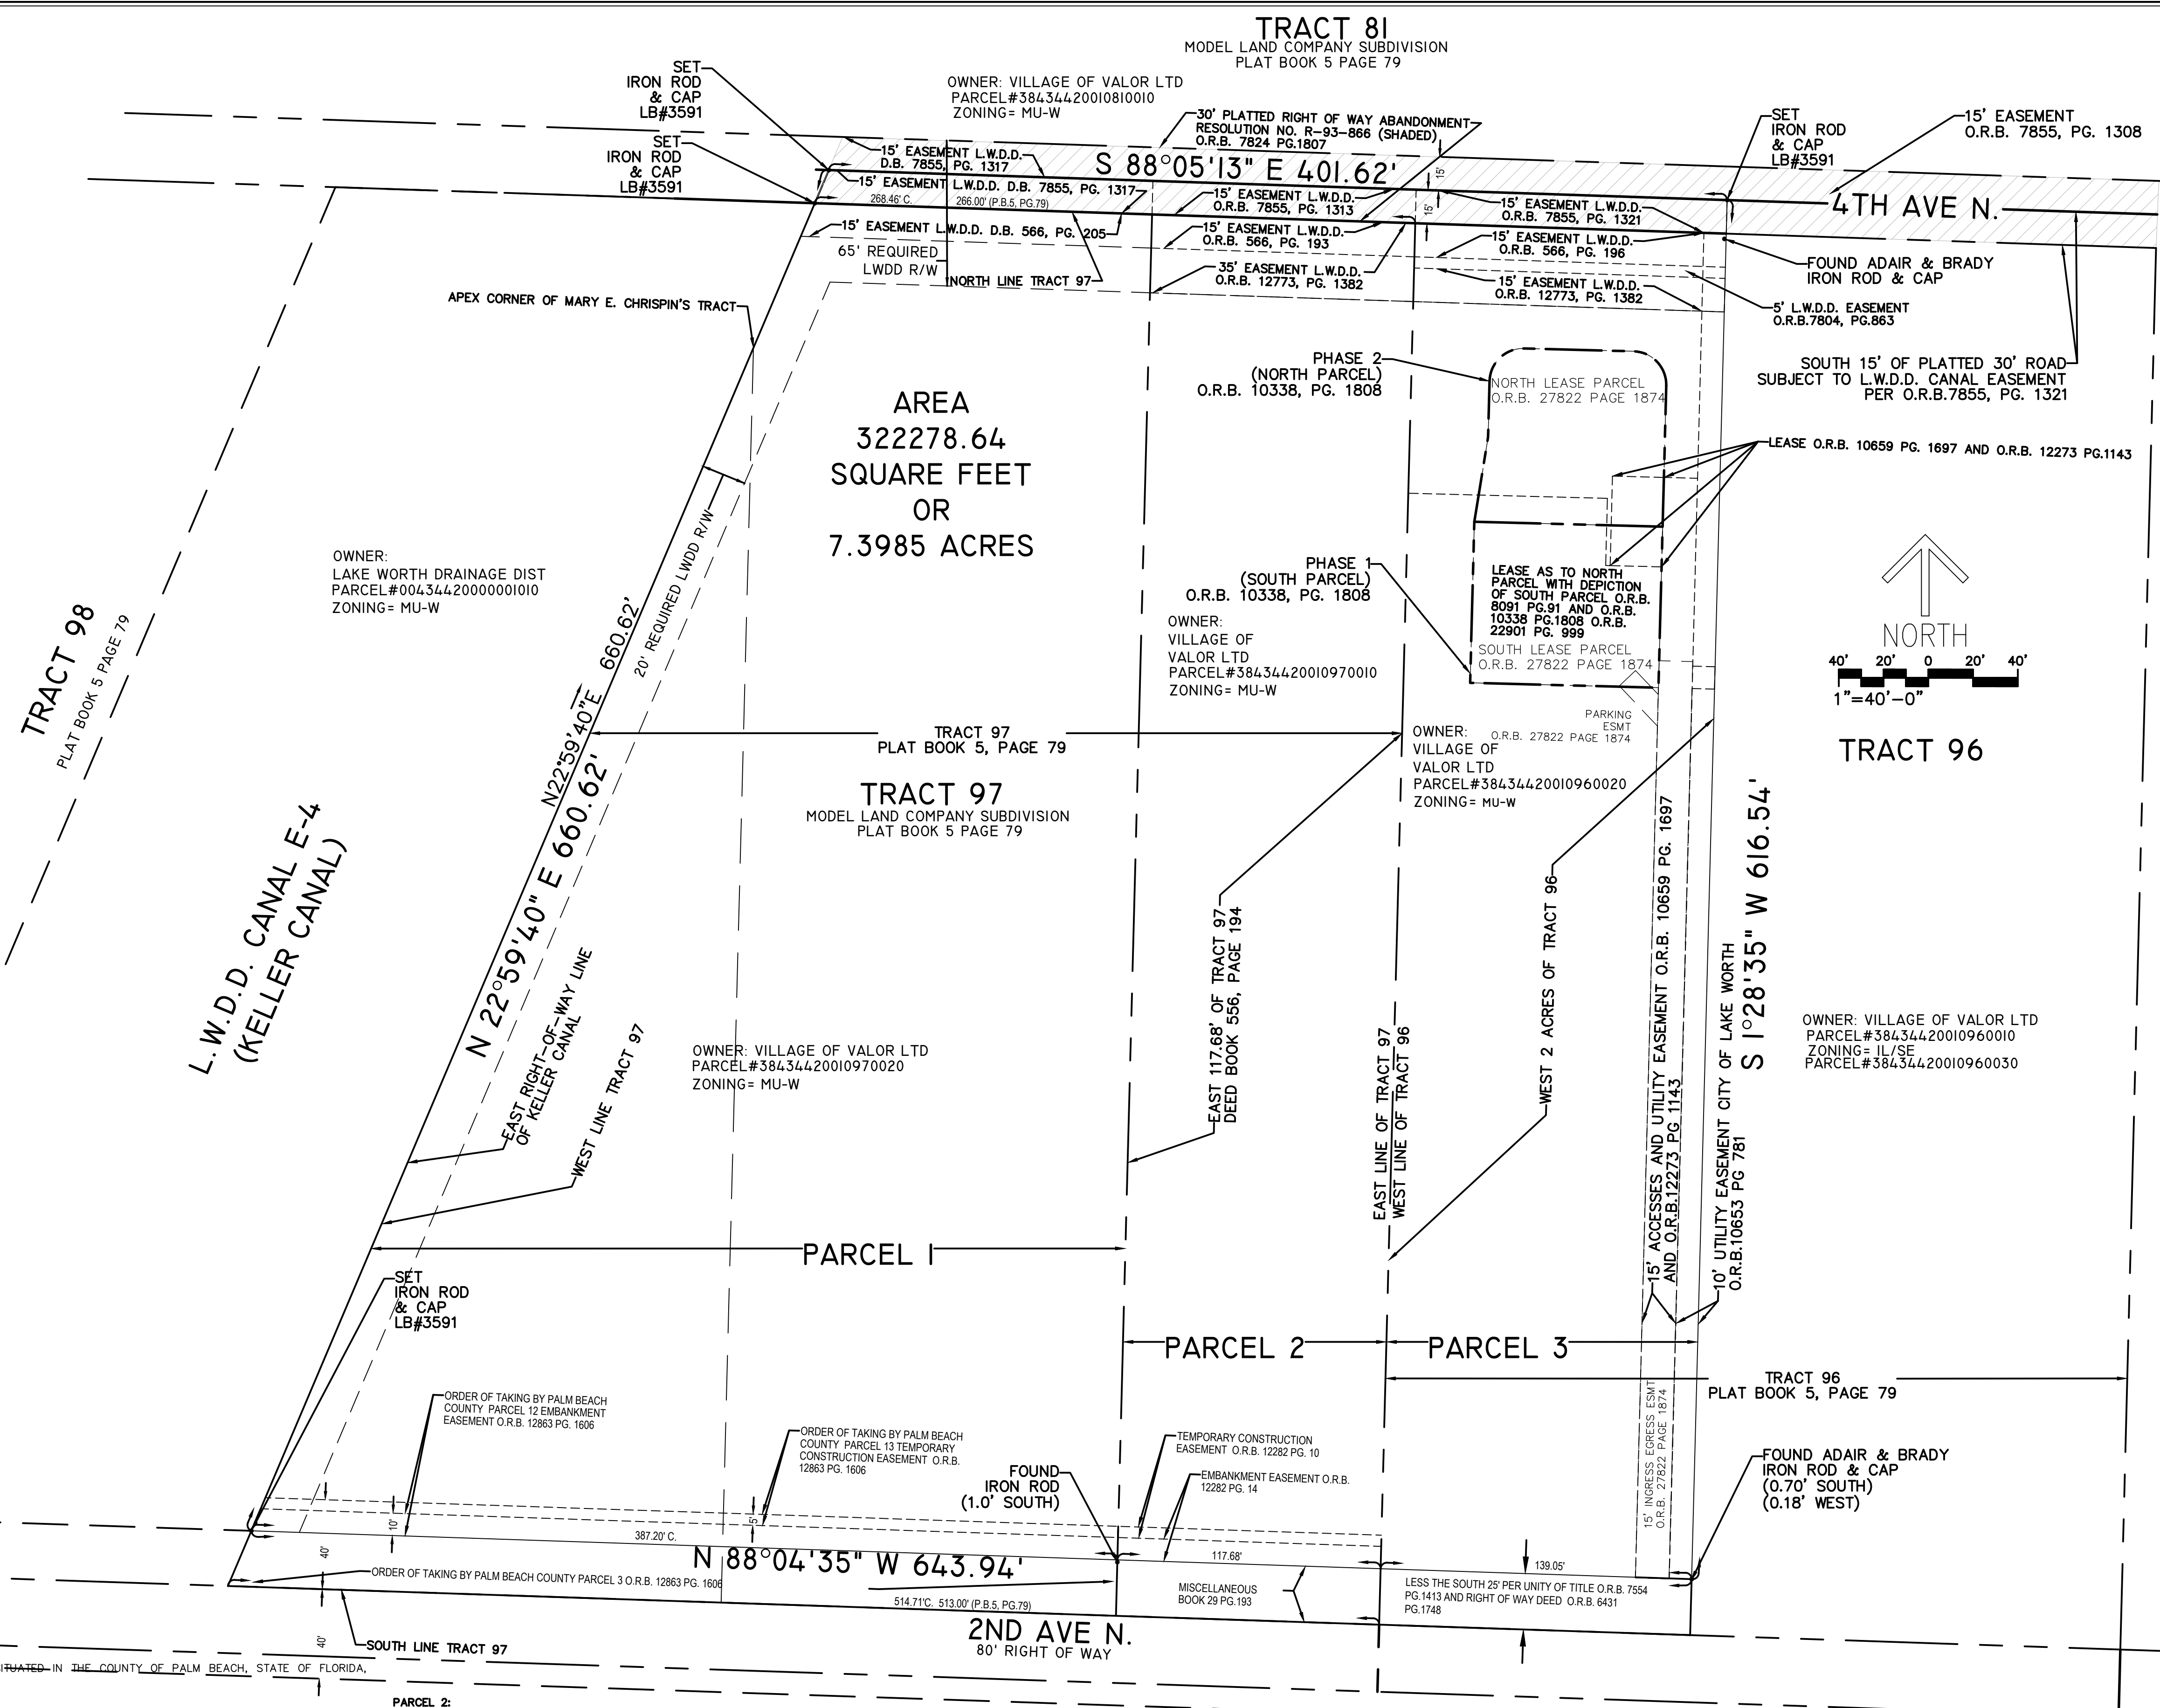 TRACT 81
MODEL LAND COMPANY SUBDIVISION
PLAT BOOK 5 PAGE 79
SET
IRON ROD
& CAP
LB#3591
OWNER: VILLAGE OF VALOR LTD
PARCEL#38434420010810010
ZONING= MU-W
30' PLATTED RIGHT OF WAY ABANDONMENT
RESOLUTION NO. R-93-866 (SHADED)
O.R.B. 7824 PG.1807
SET
IRON ROD
& CAP
LB#3591
15' EASEMENT
O.R.B. 7855, PG. 1308
SET
IRON ROD
& CAP
LB#3591
15' EASEMENT L.W.D.D.
D.B. 7855, PG. 1317
S 88°05'13" E 401.62'
15'
15' EASEMENT L.W.D.D. D.B. 7855, PG. 1317
268.46' C.
266.00' (P.B.5, PG.79)
15' EASEMENT L.W.D.D.
O.R.B. 7855, PG. 1313
15'
15' EASEMENT L.W.D.D.
O.R.B. 7855, PG. 1321
4TH AVE N.
15' EASEMENT L.W.D.D. D.B. 566, PG. 205
15' EASEMENT L.W.D.D.
O.R.B. 566, PG. 193
15' EASEMENT L.W.D.D.
O.R.B. 566, PG. 196
65' REQUIRED
LWDD R/W
NORTH LINE TRACT 97
35' EASEMENT L.W.D.D.
O.R.B. 12773, PG. 1382
15' EASEMENT L.W.D.D.
O.R.B. 12773, PG. 1382
FOUND ADAIR & BRADY
IRON ROD & CAP
5' L.W.D.D. EASEMENT
O.R.B.7804, PG.863
APEX CORNER OF MARY E. CHRISPIN'S TRACT
SOUTH 15' OF PLATTED 30' ROAD
SUBJECT TO L.W.D.D. CANAL EASEMENT
PER O.R.B.7855, PG. 1321
PHASE 2
(NORTH PARCEL)
O.R.B. 10338, PG. 1808
NORTH LEASE PARCEL
O.R.B. 27822 PAGE 1874
AREA
322278.64
SQUARE FEET
OR
7.3985 ACRES
LEASE O.R.B. 10659 PG. 1697 AND O.R.B. 12273 PG.1143
OWNER:
LAKE WORTH DRAINAGE DIST
PARCEL#00434420000001010
ZONING= MU-W
20' REQUIRED LWDD R/W
PHASE 1
(SOUTH PARCEL)
O.R.B. 10338, PG. 1808
LEASE AS TO NORTH
PARCEL WITH DEPICTION
OF SOUTH PARCEL O.R.B.
8091 PG.91 AND O.R.B.
10338 PG.1808 O.R.B.
22901 PG. 999
SOUTH LEASE PARCEL
O.R.B. 27822 PAGE 1874
OWNER:
VILLAGE OF
VALOR LTD
PARCEL#38434420010970010
ZONING= MU-W
NORTH
40' 20' 0 20' 40'
1"=40'-0"
TRACT 98
PLAT BOOK 5 PAGE 79
N22°59'40"E 660.62'
N 22°59'40" E 660.62'
TRACT 97
PLAT BOOK 5, PAGE 79
PARKING
ESMT
O.R.B. 27822 PAGE 1874
OWNER:
VILLAGE OF
VALOR LTD
PARCEL#38434420010960020
ZONING= MU-W
TRACT 96
TRACT 97
MODEL LAND COMPANY SUBDIVISION
PLAT BOOK 5 PAGE 79
L.W.D.D. CANAL E-4
(KELLER CANAL)
EAST RIGHT-OF-WAY LINE
OF KELLER CANAL
WEST LINE TRACT 97
OWNER: VILLAGE OF VALOR LTD
PARCEL#38434420010970020
ZONING= MU-W
EAST 117.68' OF TRACT 97
DEED BOOK 556, PAGE 194
EAST LINE OF TRACT 97
WEST LINE OF TRACT 96
WEST 2 ACRES OF TRACT 96
15' ACCESSES AND UTILITY EASEMENT O.R.B. 10659 PG. 1697
AND O.R.B.12273 PG 1143
10' UTILITY EASEMENT CITY OF LAKE WORTH
O.R.B.10653 PG 781
S 1°28'35" W 616.54'
OWNER: VILLAGE OF VALOR LTD
PARCEL#38434420010960010
ZONING= IL/SE
PARCEL#38434420010960030
PARCEL 1
SET
IRON ROD
& CAP
LB#3591
PARCEL 2
PARCEL 3
TRACT 96
PLAT BOOK 5, PAGE 79
15' INGRESS EGRESS ESMT
O.R.B. 27822 PAGE 1874
ORDER OF TAKING BY PALM BEACH
COUNTY PARCEL 12 EMBANKMENT
EASEMENT O.R.B. 12863 PG. 1606
ORDER OF TAKING BY PALM BEACH
COUNTY PARCEL 13 TEMPORARY
CONSTRUCTION EASEMENT O.R.B.
12863 PG. 1606
TEMPORARY CONSTRUCTION
EASEMENT O.R.B. 12282 PG. 10
EMBANKMENT EASEMENT O.R.B.
12282 PG. 14
FOUND
IRON ROD
(1.0' SOUTH)
FOUND ADAIR & BRADY
IRON ROD & CAP
(0.70' SOUTH)
(0.18' WEST)
10'
5'
387.20' C.
N 88°04'35" W 643.94'
117.68'
139.05'
40'
ORDER OF TAKING BY PALM BEACH COUNTY PARCEL 3 O.R.B. 12863 PG. 1606
514.71'C. 513.00' (P.B.5, PG.79)
MISCELLANEOUS
BOOK 29 PG.193
LESS THE SOUTH 25' PER UNITY OF TITLE O.R.B. 7554
PG.1413 AND RIGHT OF WAY DEED O.R.B. 6431
PG.1748
2ND AVE N.
80' RIGHT OF WAY
40'
SOUTH LINE TRACT 97
ITUATED IN THE COUNTY OF PALM BEACH, STATE OF FLORIDA,
PARCEL 2: